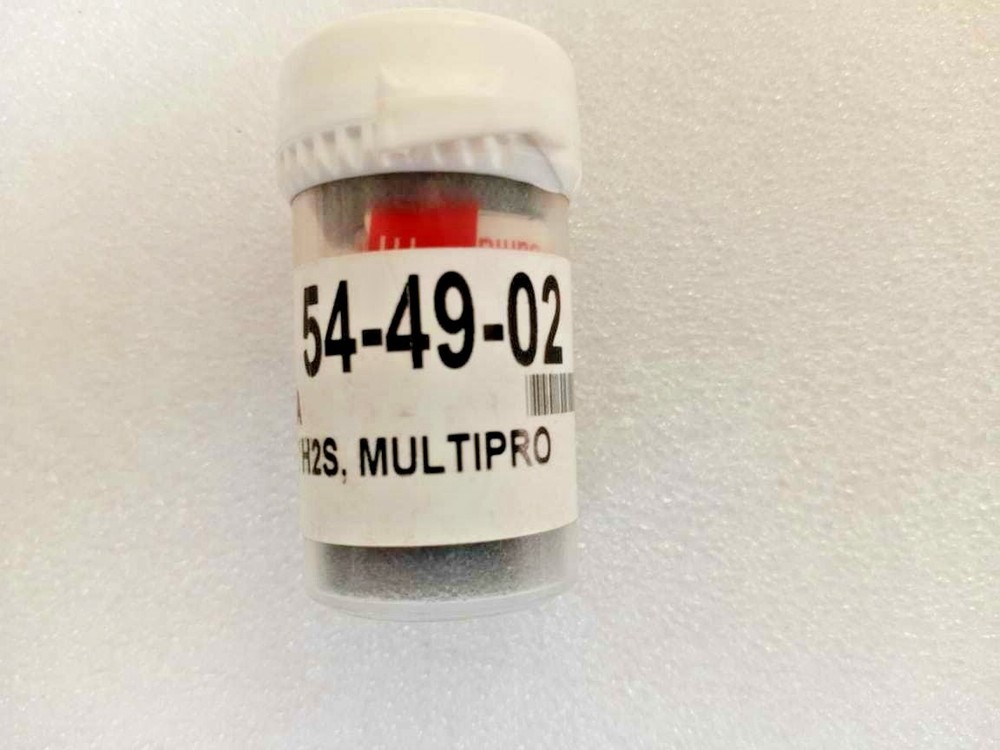 54-49-02
A
H2S, MULTIPRO